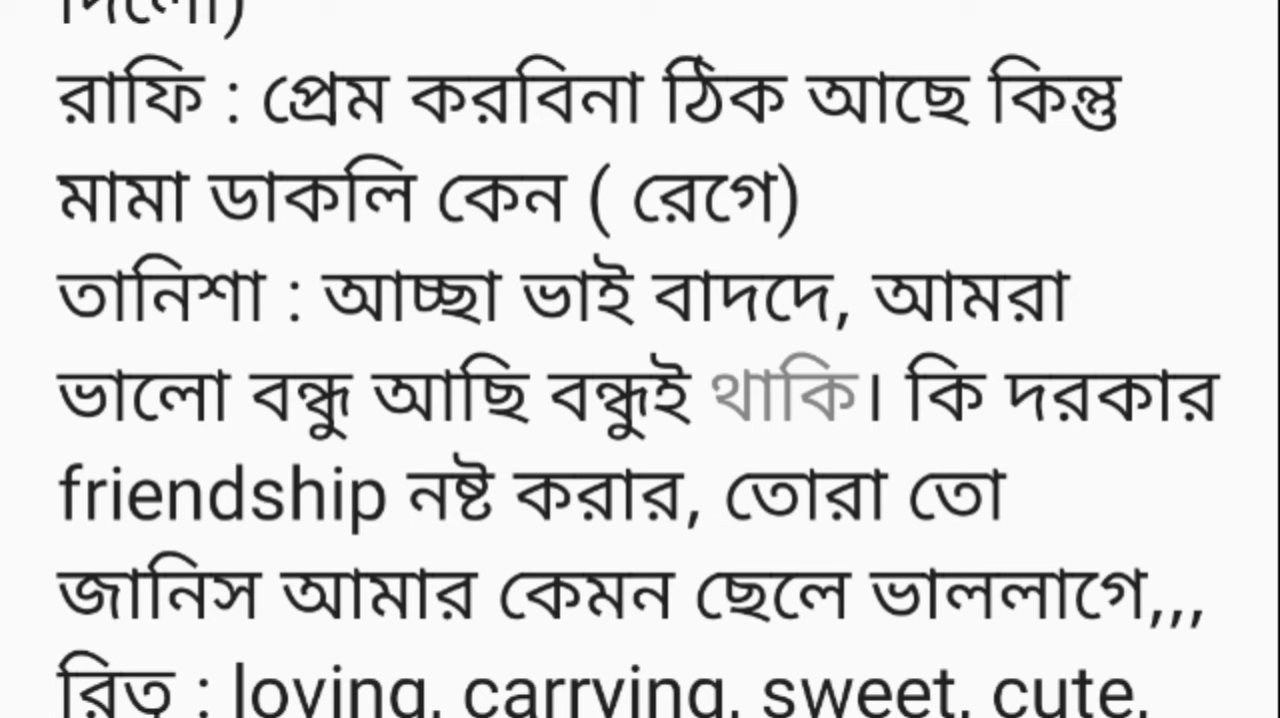 দিলো)
রাফি : প্রেম করবিনা ঠিক আছে কিন্তু
মামা ডাকলি কেন ( রেগে)
তানিশা : আচ্ছা ভাই বাদদে, আমরা
ভালো বন্ধু আছি বন্ধুই থাকি। কি দরকার
friendship নষ্ট করার, তোরা তো
জানিস আমার কেমন ছেলে ভাললাগে,,,
রিতু : loving, carrying, sweet, cute,